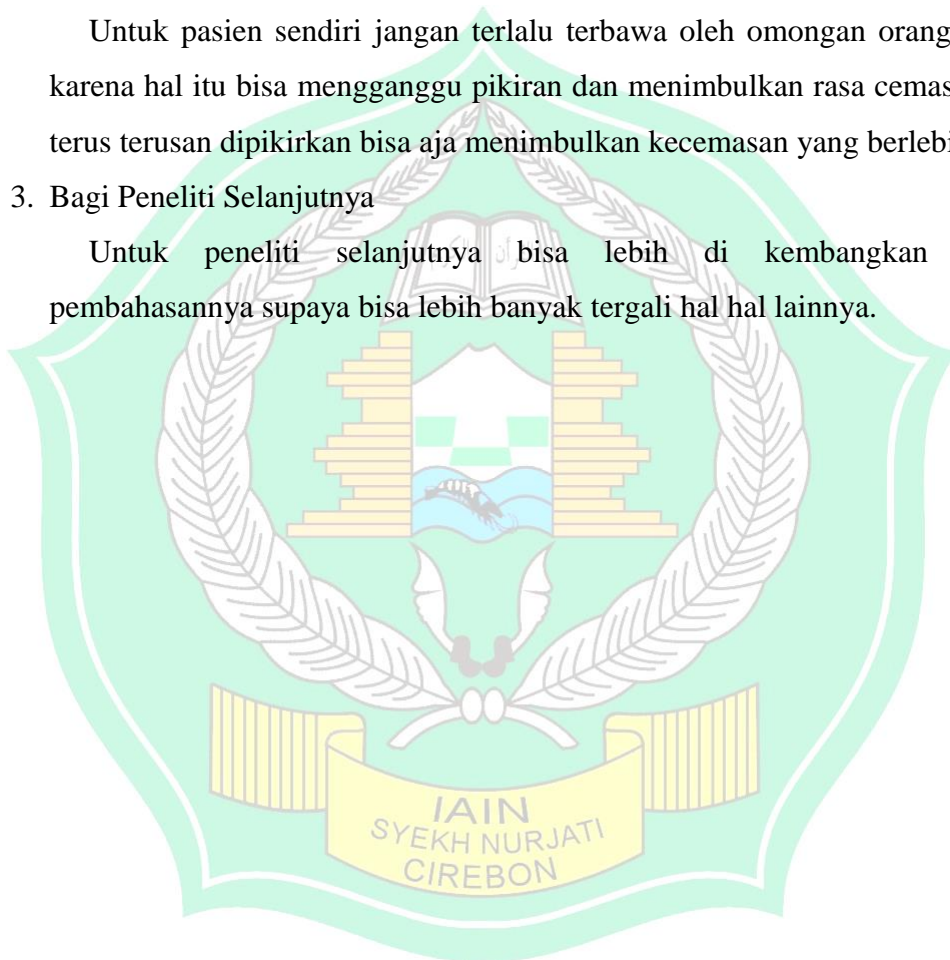 Untuk pasien sendiri jangan terlalu terbawa oleh omongan orang
karena hal itu bisa mengganggu pikiran dan menimbulkan rasa cemas
terus terusan dipikirkan bisa aja menimbulkan kecemasan yang berlebi
3. Bagi Peneliti Selanjutnya
Untuk peneliti selanjutnya bisa lebih di kembangkan
pembahasannya supaya bisa lebih banyak tergali hal hal lainnya.
IAIN
SYEKH NURJATI
CIREBON